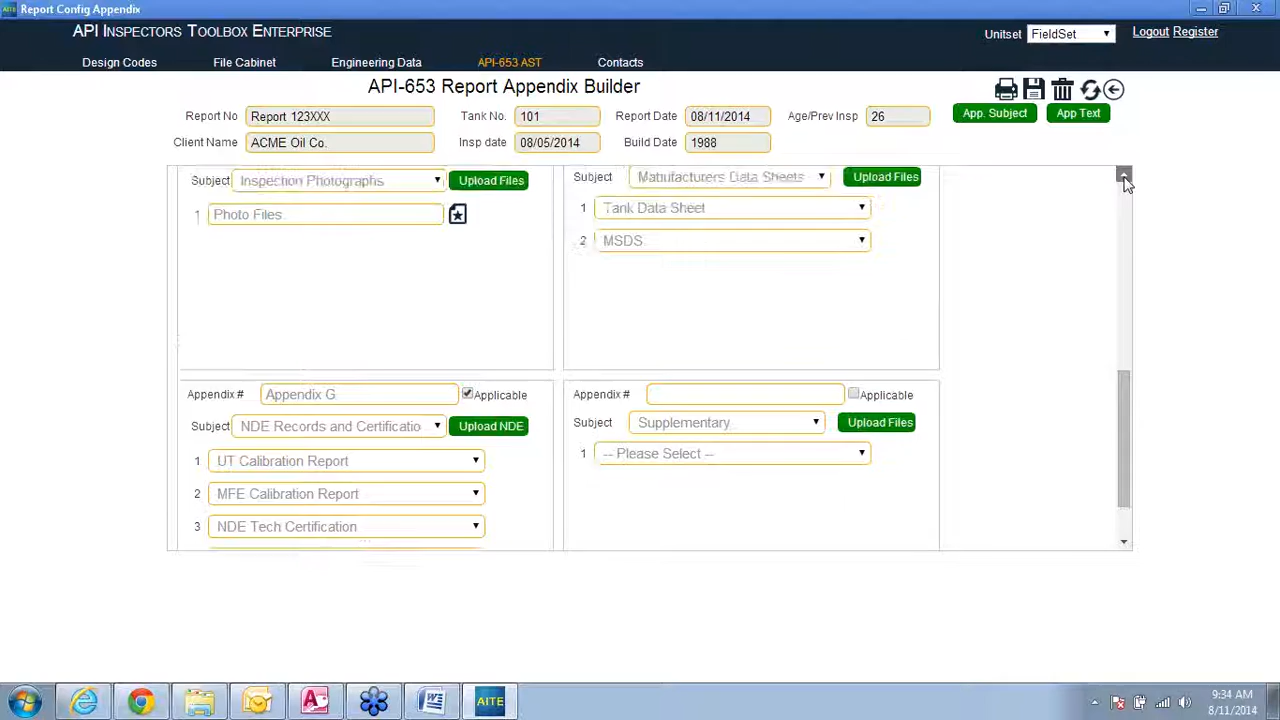 Report Config Appendix
API INSPECTORS TOOLBOX ENTERPRISE
Unitset FieldSet Logout Register
Design Codes File Cabinet Engineering Data API-653 AST Contacts
API-653 Report Appendix Builder
Report No Report 123XXX Tank No. 101 Report Date 08/11/2014 Age/Prev Insp 26 App. Subject App Text
Client Name ACME Oil Co. Insp date 08/05/2014 Build Date 1988
Subject Inspection Photographs Upload Files
1 Photo Files
Subject Manufacturers Data Sheets Upload Files
1 Tank Data Sheet
2 MSDS
Appendix # Appendix G Applicable
Subject NDE Records and Certificatio Upload NDE
1 UT Calibration Report
2 MFE Calibration Report
3 NDE Tech Certification
Appendix # Applicable
Subject Supplementary Upload Files
1 -- Please Select --
AITE
9:34 AM
8/11/2014